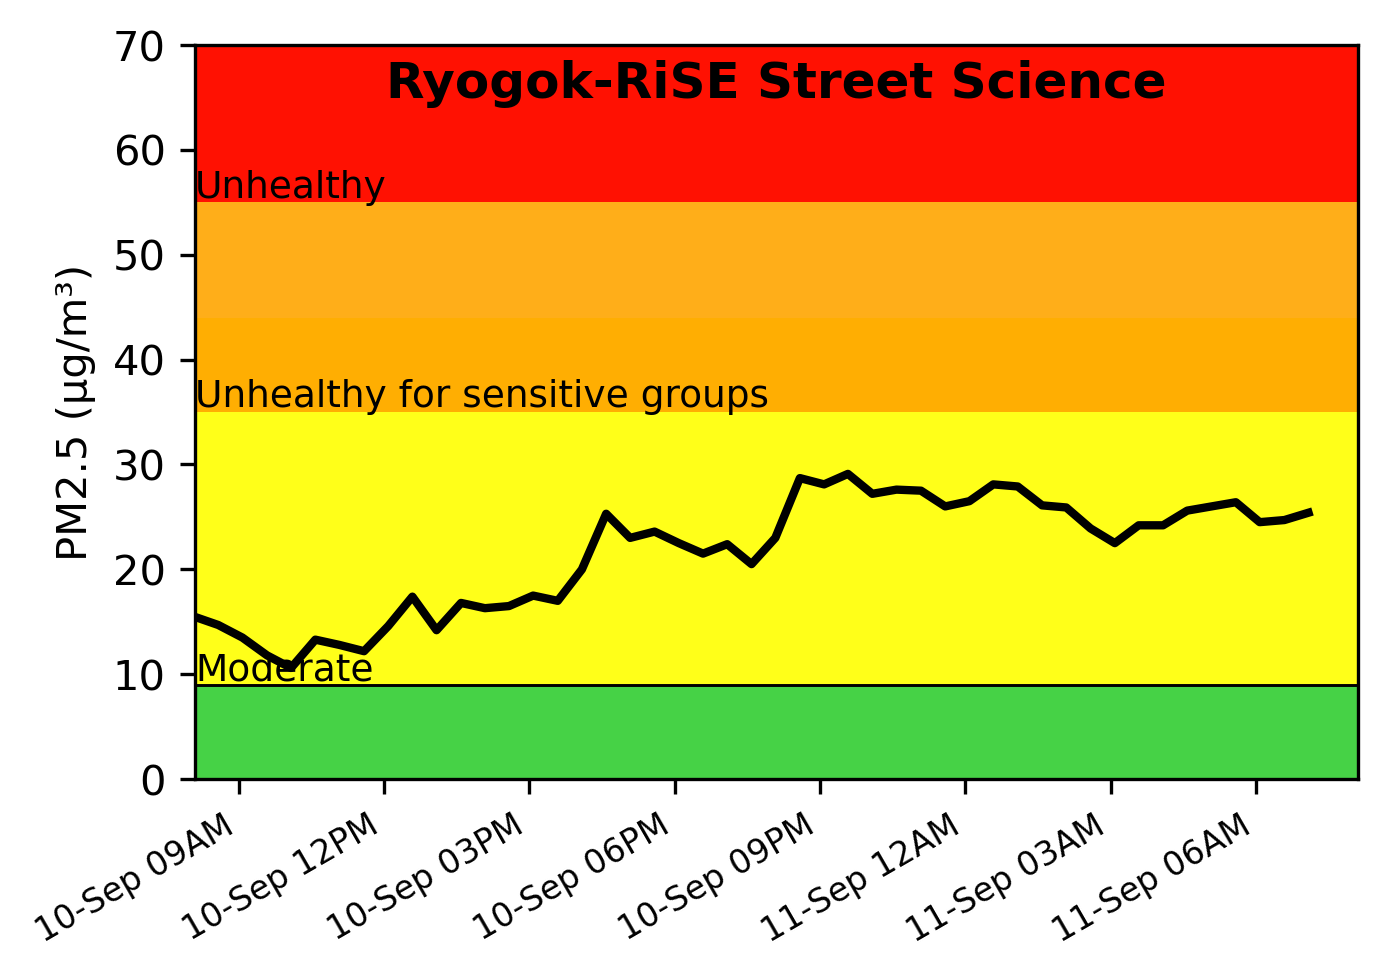 Ryogok-RiSE Street Science
70
60
50
40
30
20
10
0
PM2.5 (µg/m³)
Unhealthy
Unhealthy for sensitive groups
Moderate
10-Sep 09AM
10-Sep 12PM
10-Sep 03PM
10-Sep 06PM
10-Sep 09PM
11-Sep 12AM
11-Sep 03AM
11-Sep 06AM